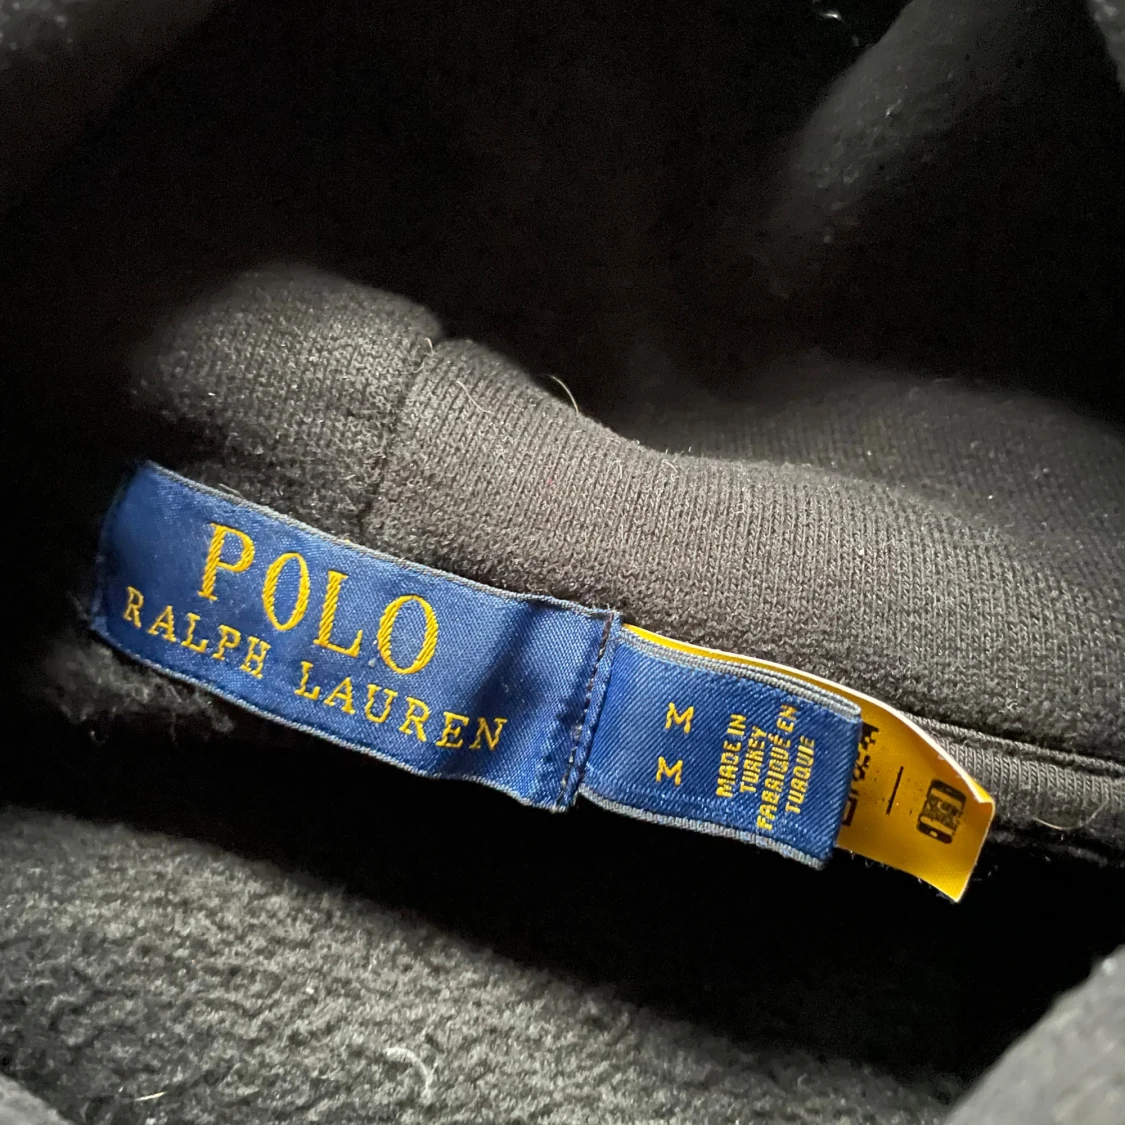 POLO
RALPH LAUREN
M
M
MADE IN
TURKEY
FABRIQUÉ EN
TURQUIE